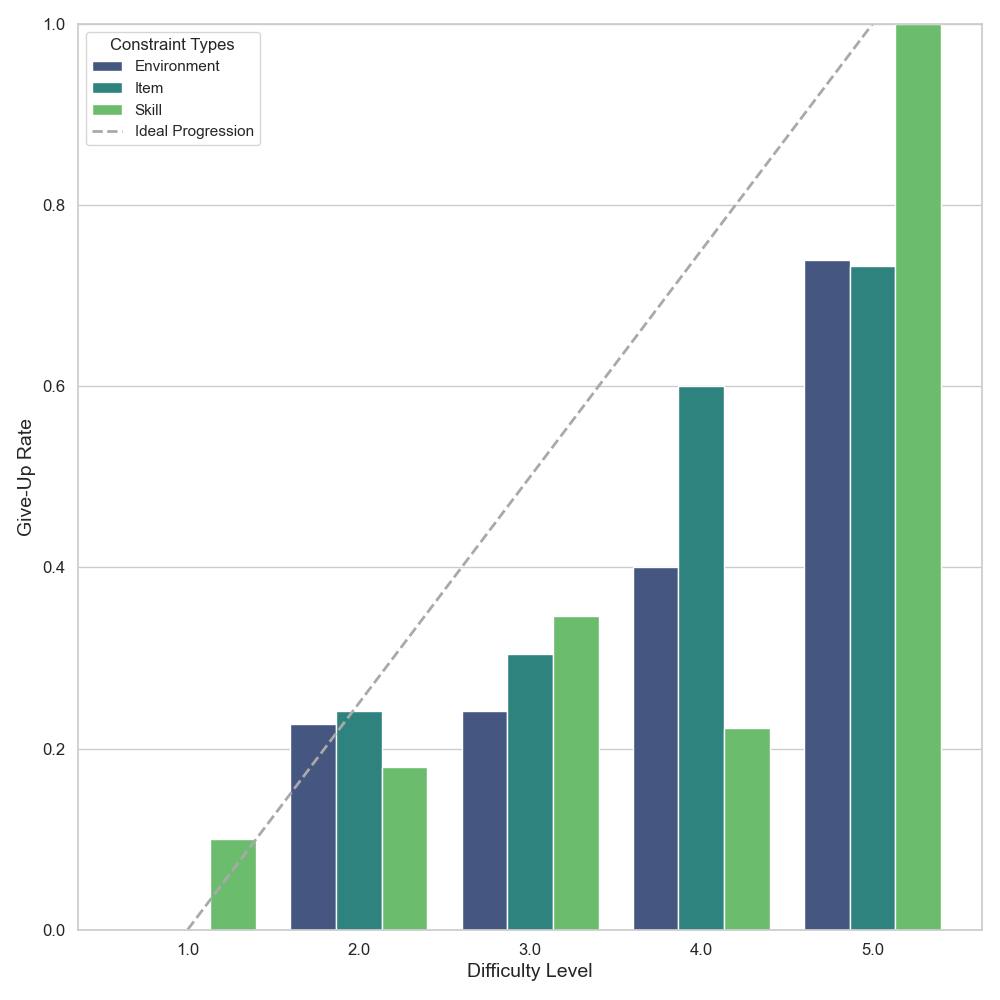 Constraint Types
Environment
Item
Skill
Ideal Progression
1.0
0.8
0.6
0.4
0.2
0.0
Give-Up Rate
1.0 2.0 3.0 4.0 5.0
Difficulty Level